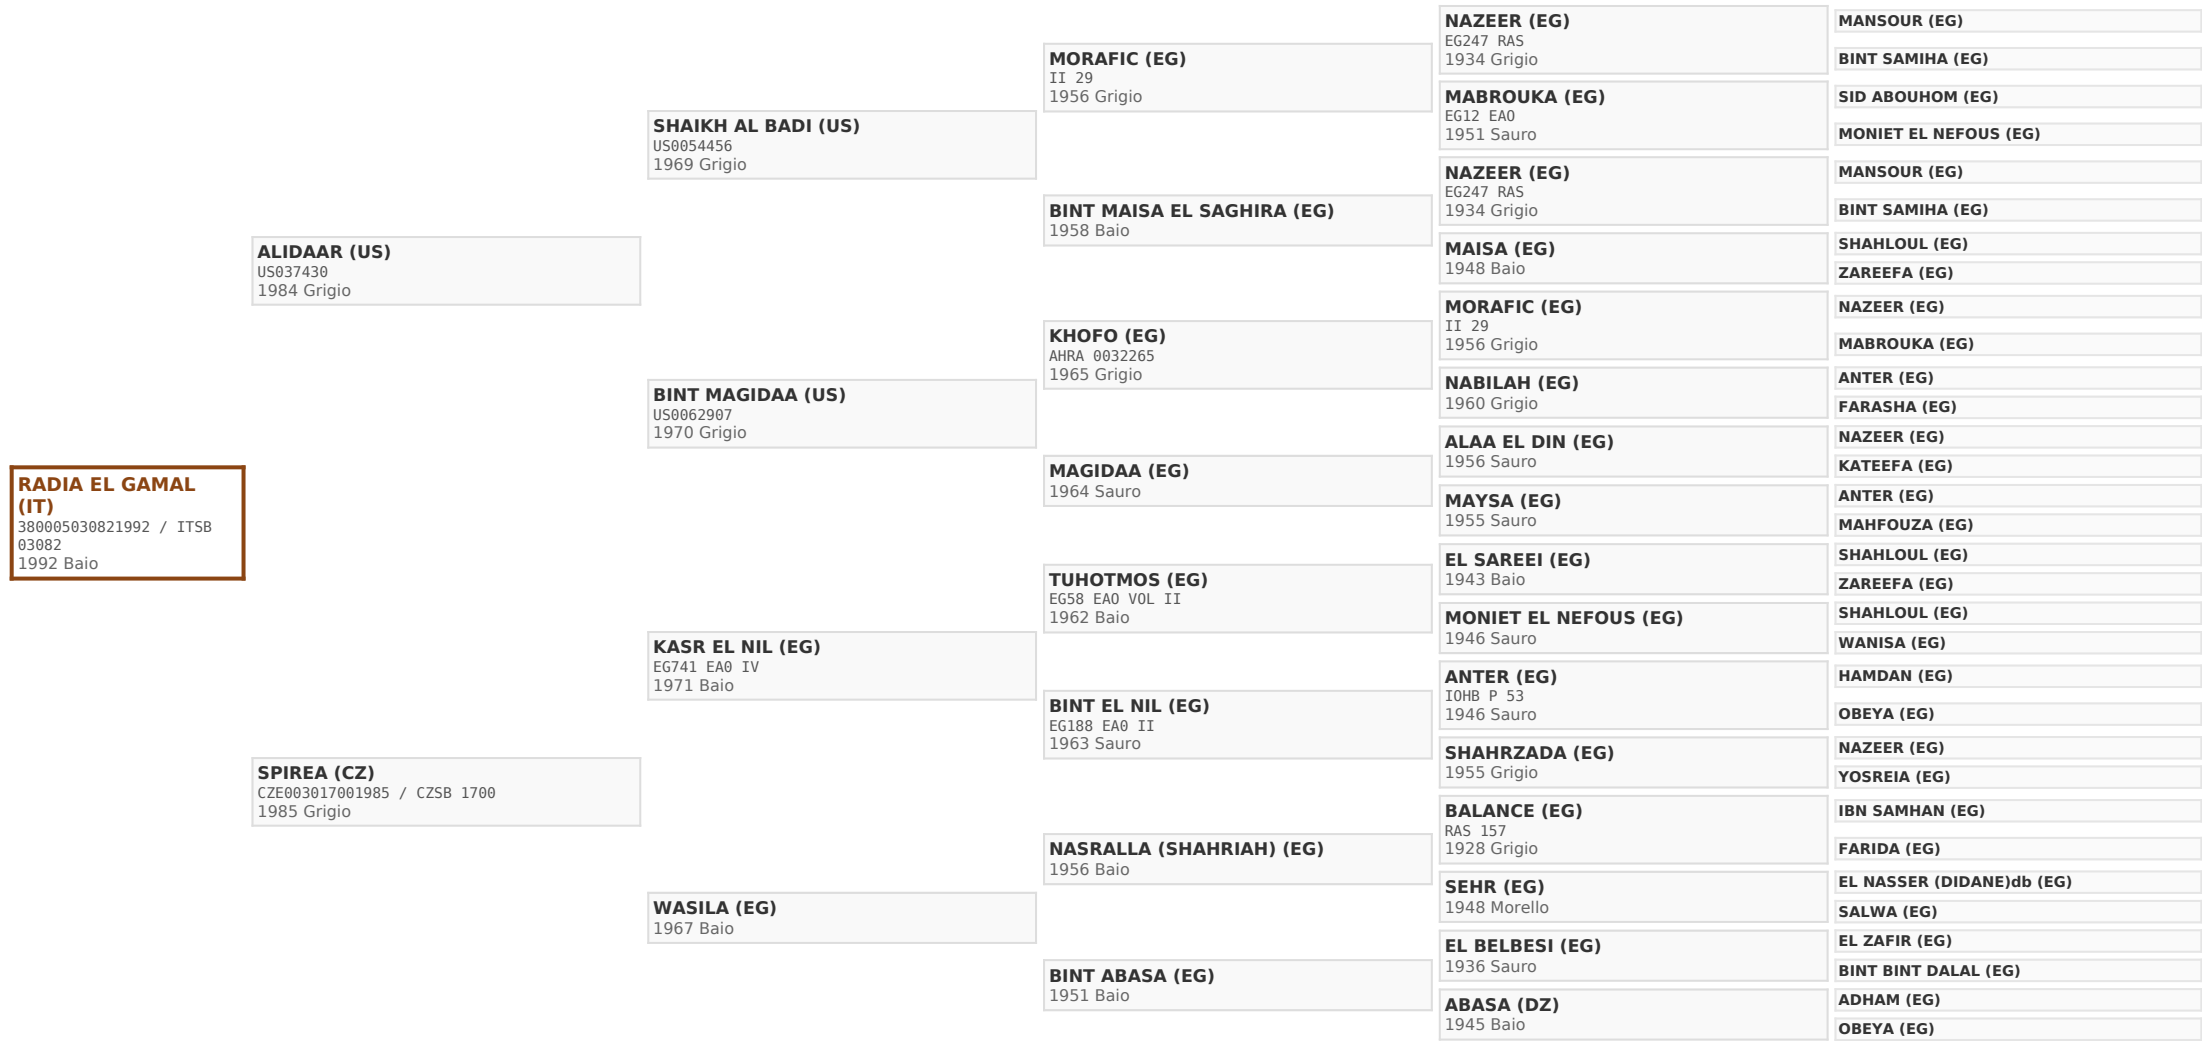 RADIA EL GAMAL
(IT)
380005030821992 / ITSB
03082
1992 Baio
ALIDAAR (US)
US037430
1984 Grigio
SPIREA (CZ)
CZE003017001985 / CZSB 1700
1985 Grigio
SHAIKH AL BADI (US)
US0054456
1969 Grigio
BINT MAGIDAA (US)
US0062907
1970 Grigio
KASR EL NIL (EG)
EG741 EA0 IV
1971 Baio
WASILA (EG)
1967 Baio
MORAFIC (EG)
II 29
1956 Grigio
BINT MAISA EL SAGHIRA (EG)
1958 Baio
KHOFO (EG)
AHRA 0032265
1965 Grigio
MAGIDAA (EG)
1964 Sauro
TUHOTMOS (EG)
EG58 EAO VOL II
1962 Baio
BINT EL NIL (EG)
EG188 EA0 II
1963 Sauro
NASRALLA (SHAHRIAH) (EG)
1956 Baio
BINT ABASA (EG)
1951 Baio
NAZEER (EG)
EG247 RAS
1934 Grigio
MABROUKA (EG)
EG12 EAO
1951 Sauro
NAZEER (EG)
EG247 RAS
1934 Grigio
MAISA (EG)
1948 Baio
MORAFIC (EG)
II 29
1956 Grigio
NABILAH (EG)
1960 Grigio
ALAA EL DIN (EG)
1956 Sauro
MAYSA (EG)
1955 Sauro
EL SAREEI (EG)
1943 Baio
MONIET EL NEFOUS (EG)
1946 Sauro
ANTER (EG)
IOHB P 53
1946 Sauro
SHAHRZADA (EG)
1955 Grigio
BALANCE (EG)
RAS 157
1928 Grigio
SEHR (EG)
1948 Morello
EL BELBESI (EG)
1936 Sauro
ABASA (DZ)
1945 Baio
MANSOUR (EG)
BINT SAMIHA (EG)
SID ABOUHOM (EG)
MONIET EL NEFOUS (EG)
MANSOUR (EG)
BINT SAMIHA (EG)
SHAHLOUL (EG)
ZAREEFA (EG)
NAZEER (EG)
MABROUKA (EG)
ANTER (EG)
FARASHA (EG)
NAZEER (EG)
KATEEFA (EG)
ANTER (EG)
MAHFOUZA (EG)
SHAHLOUL (EG)
ZAREEFA (EG)
SHAHLOUL (EG)
WANISA (EG)
HAMDAN (EG)
OBEYA (EG)
NAZEER (EG)
YOSREIA (EG)
IBN SAMHAN (EG)
FARIDA (EG)
EL NASSER (DIDANE)db (EG)
SALWA (EG)
EL ZAFIR (EG)
BINT BINT DALAL (EG)
ADHAM (EG)
OBEYA (EG)